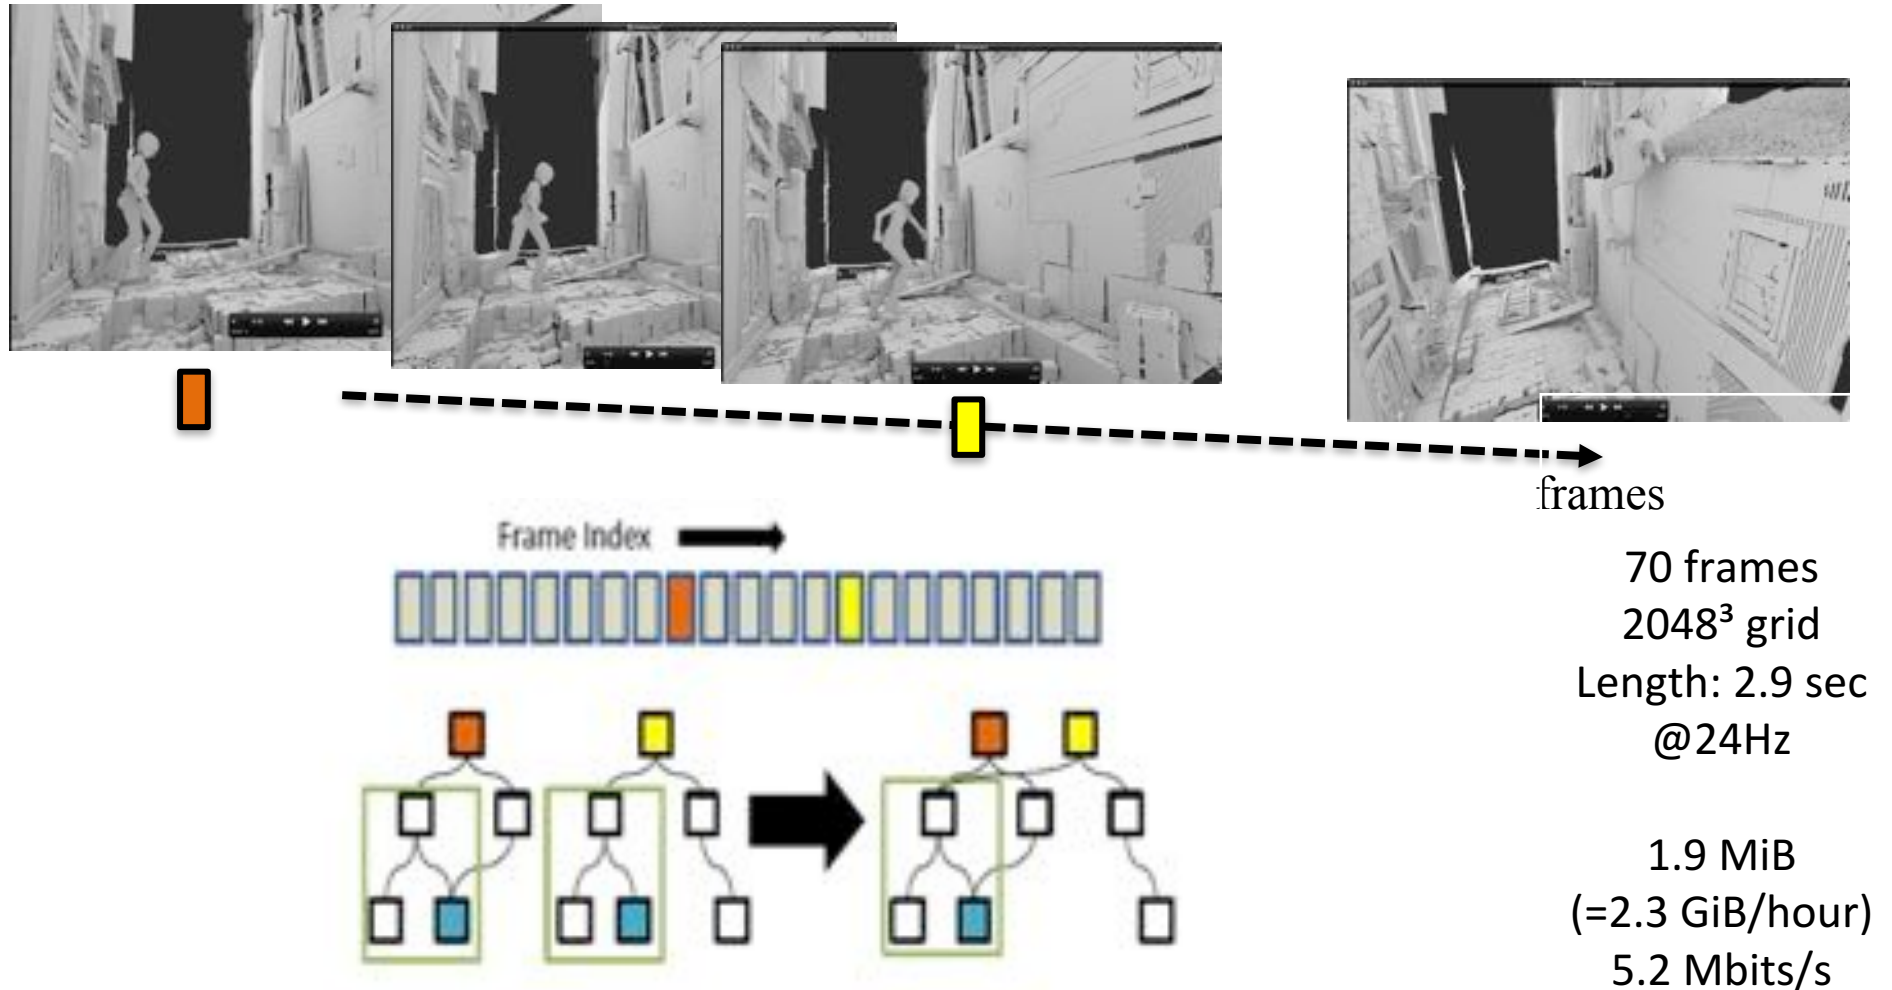 frames
Frame Index
70 frames
2048³ grid
Length: 2.9 sec
@24Hz
1.9 MiB
(=2.3 GiB/hour)
5.2 Mbits/s